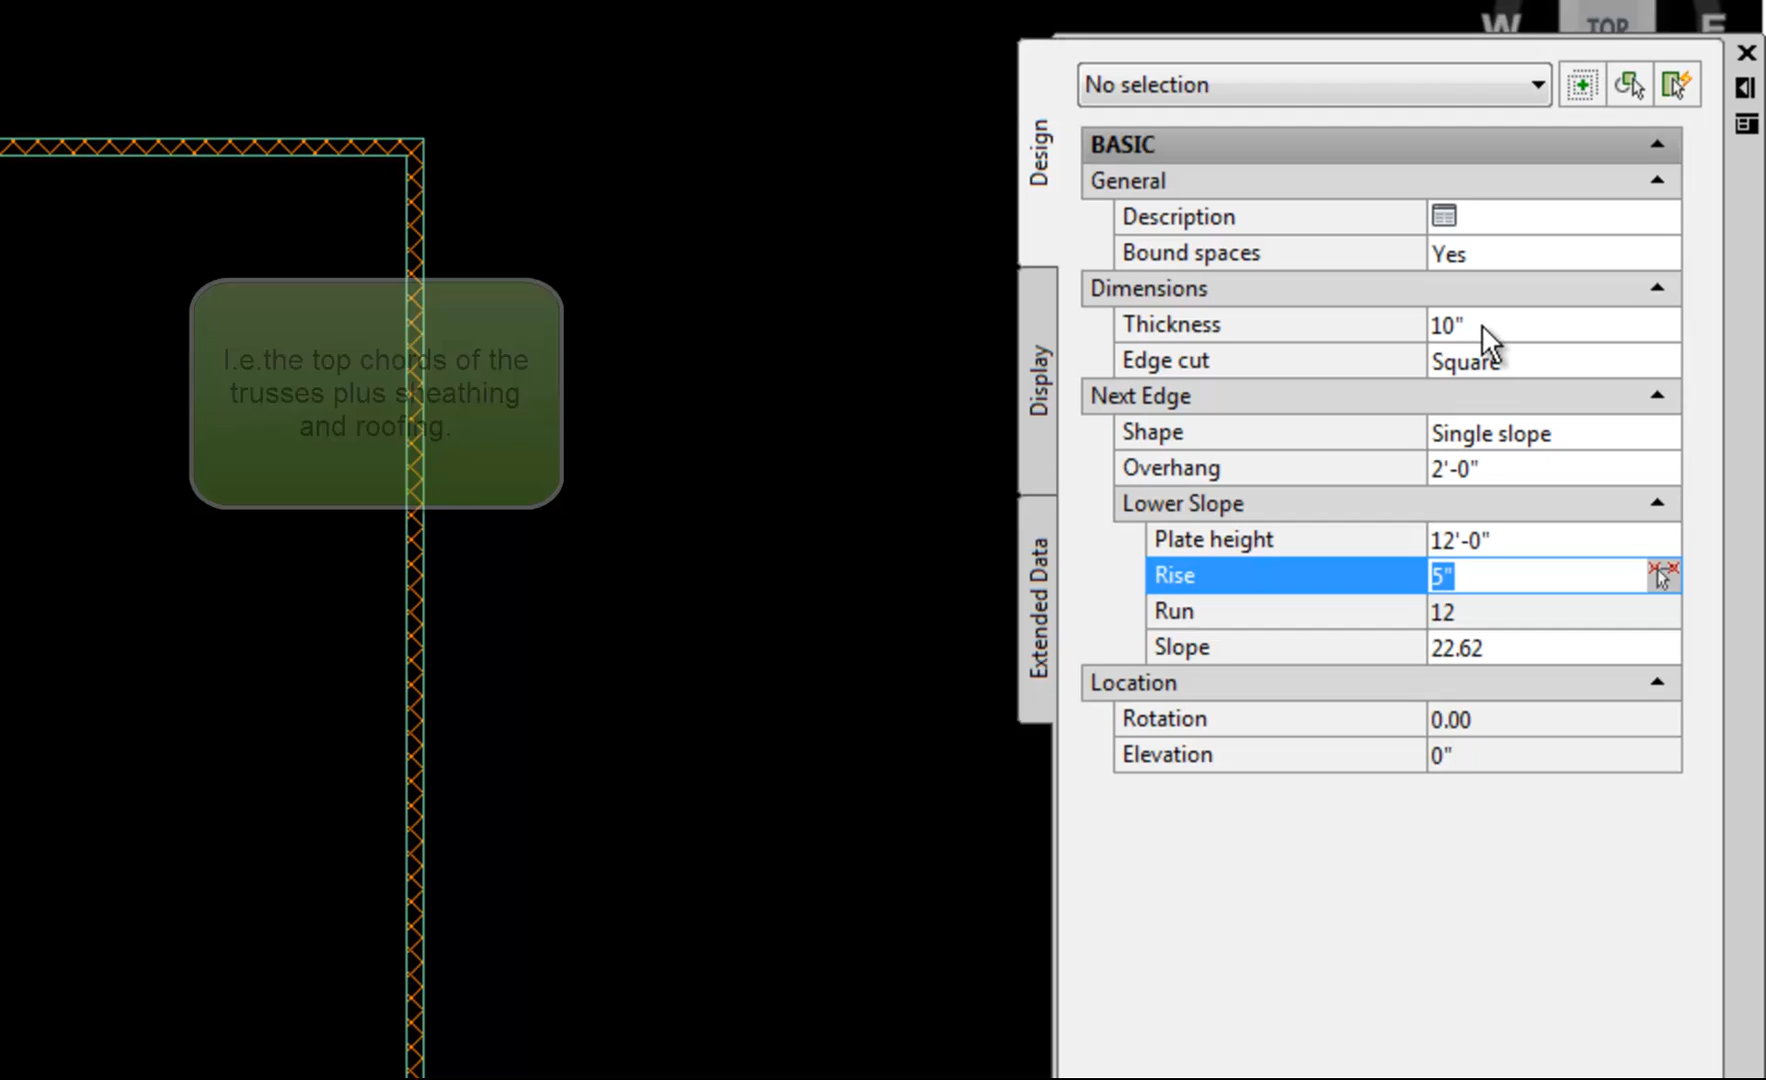 W TOP E
No selection
Design
Display
Extended Data
BASIC
General
Description
Bound spaces Yes
Dimensions
Thickness 10"
Edge cut Square
Next Edge
Shape Single slope
Overhang 2'-0"
Lower Slope
Plate height 12'-0"
Rise 5"
Run 12
Slope 22.62
Location
Rotation 0.00
Elevation 0"
I.e.the top chords of the
trusses plus sheathing
and roofing.